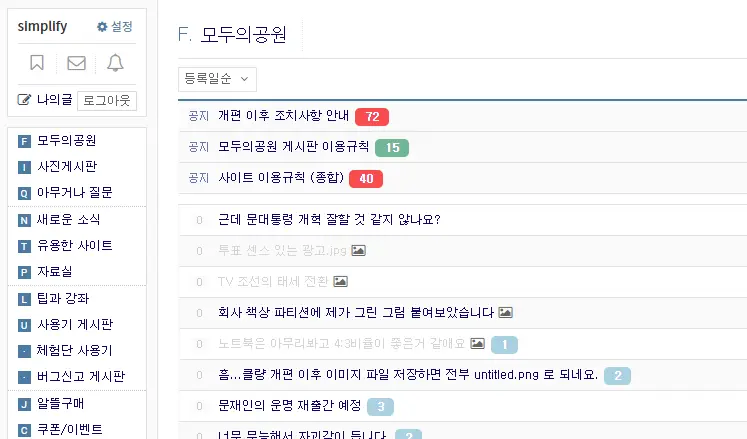 simplify 설정
나의글 로그아웃
F 모두의공원
I 사진게시판
Q 아무거나 질문
N 새로운 소식
T 유용한 사이트
P 자료실
L 팁과 강좌
U 사용기 게시판
· 체험단 사용기
· 버그신고 게시판
J 알뜰구매
C 쿠폰/이벤트
F. 모두의공원
등록일순
공지 개편 이후 조치사항 안내 72
공지 모두의공원 게시판 이용규칙 15
공지 사이트 이용규칙 (종합) 40
0 근데 문대통령 개혁 잘할 것 같지 않나요?
0 투표 센스 있는 광고.jpg
0 TV 조선의 태세 전환
0 회사 책상 파티션에 제가 그린 그림 붙여보았습니다
0 노트북은 아무리봐고 4:3비율이 좋은거 같애요 1
0 흠...클량 개편 이후 이미지 파일 저장하면 전부 untitled.png 로 되네요. 2
0 문재인의 운명 재출간 예정 3
0 너무 무능해서 자괴감이 듭니다. 2